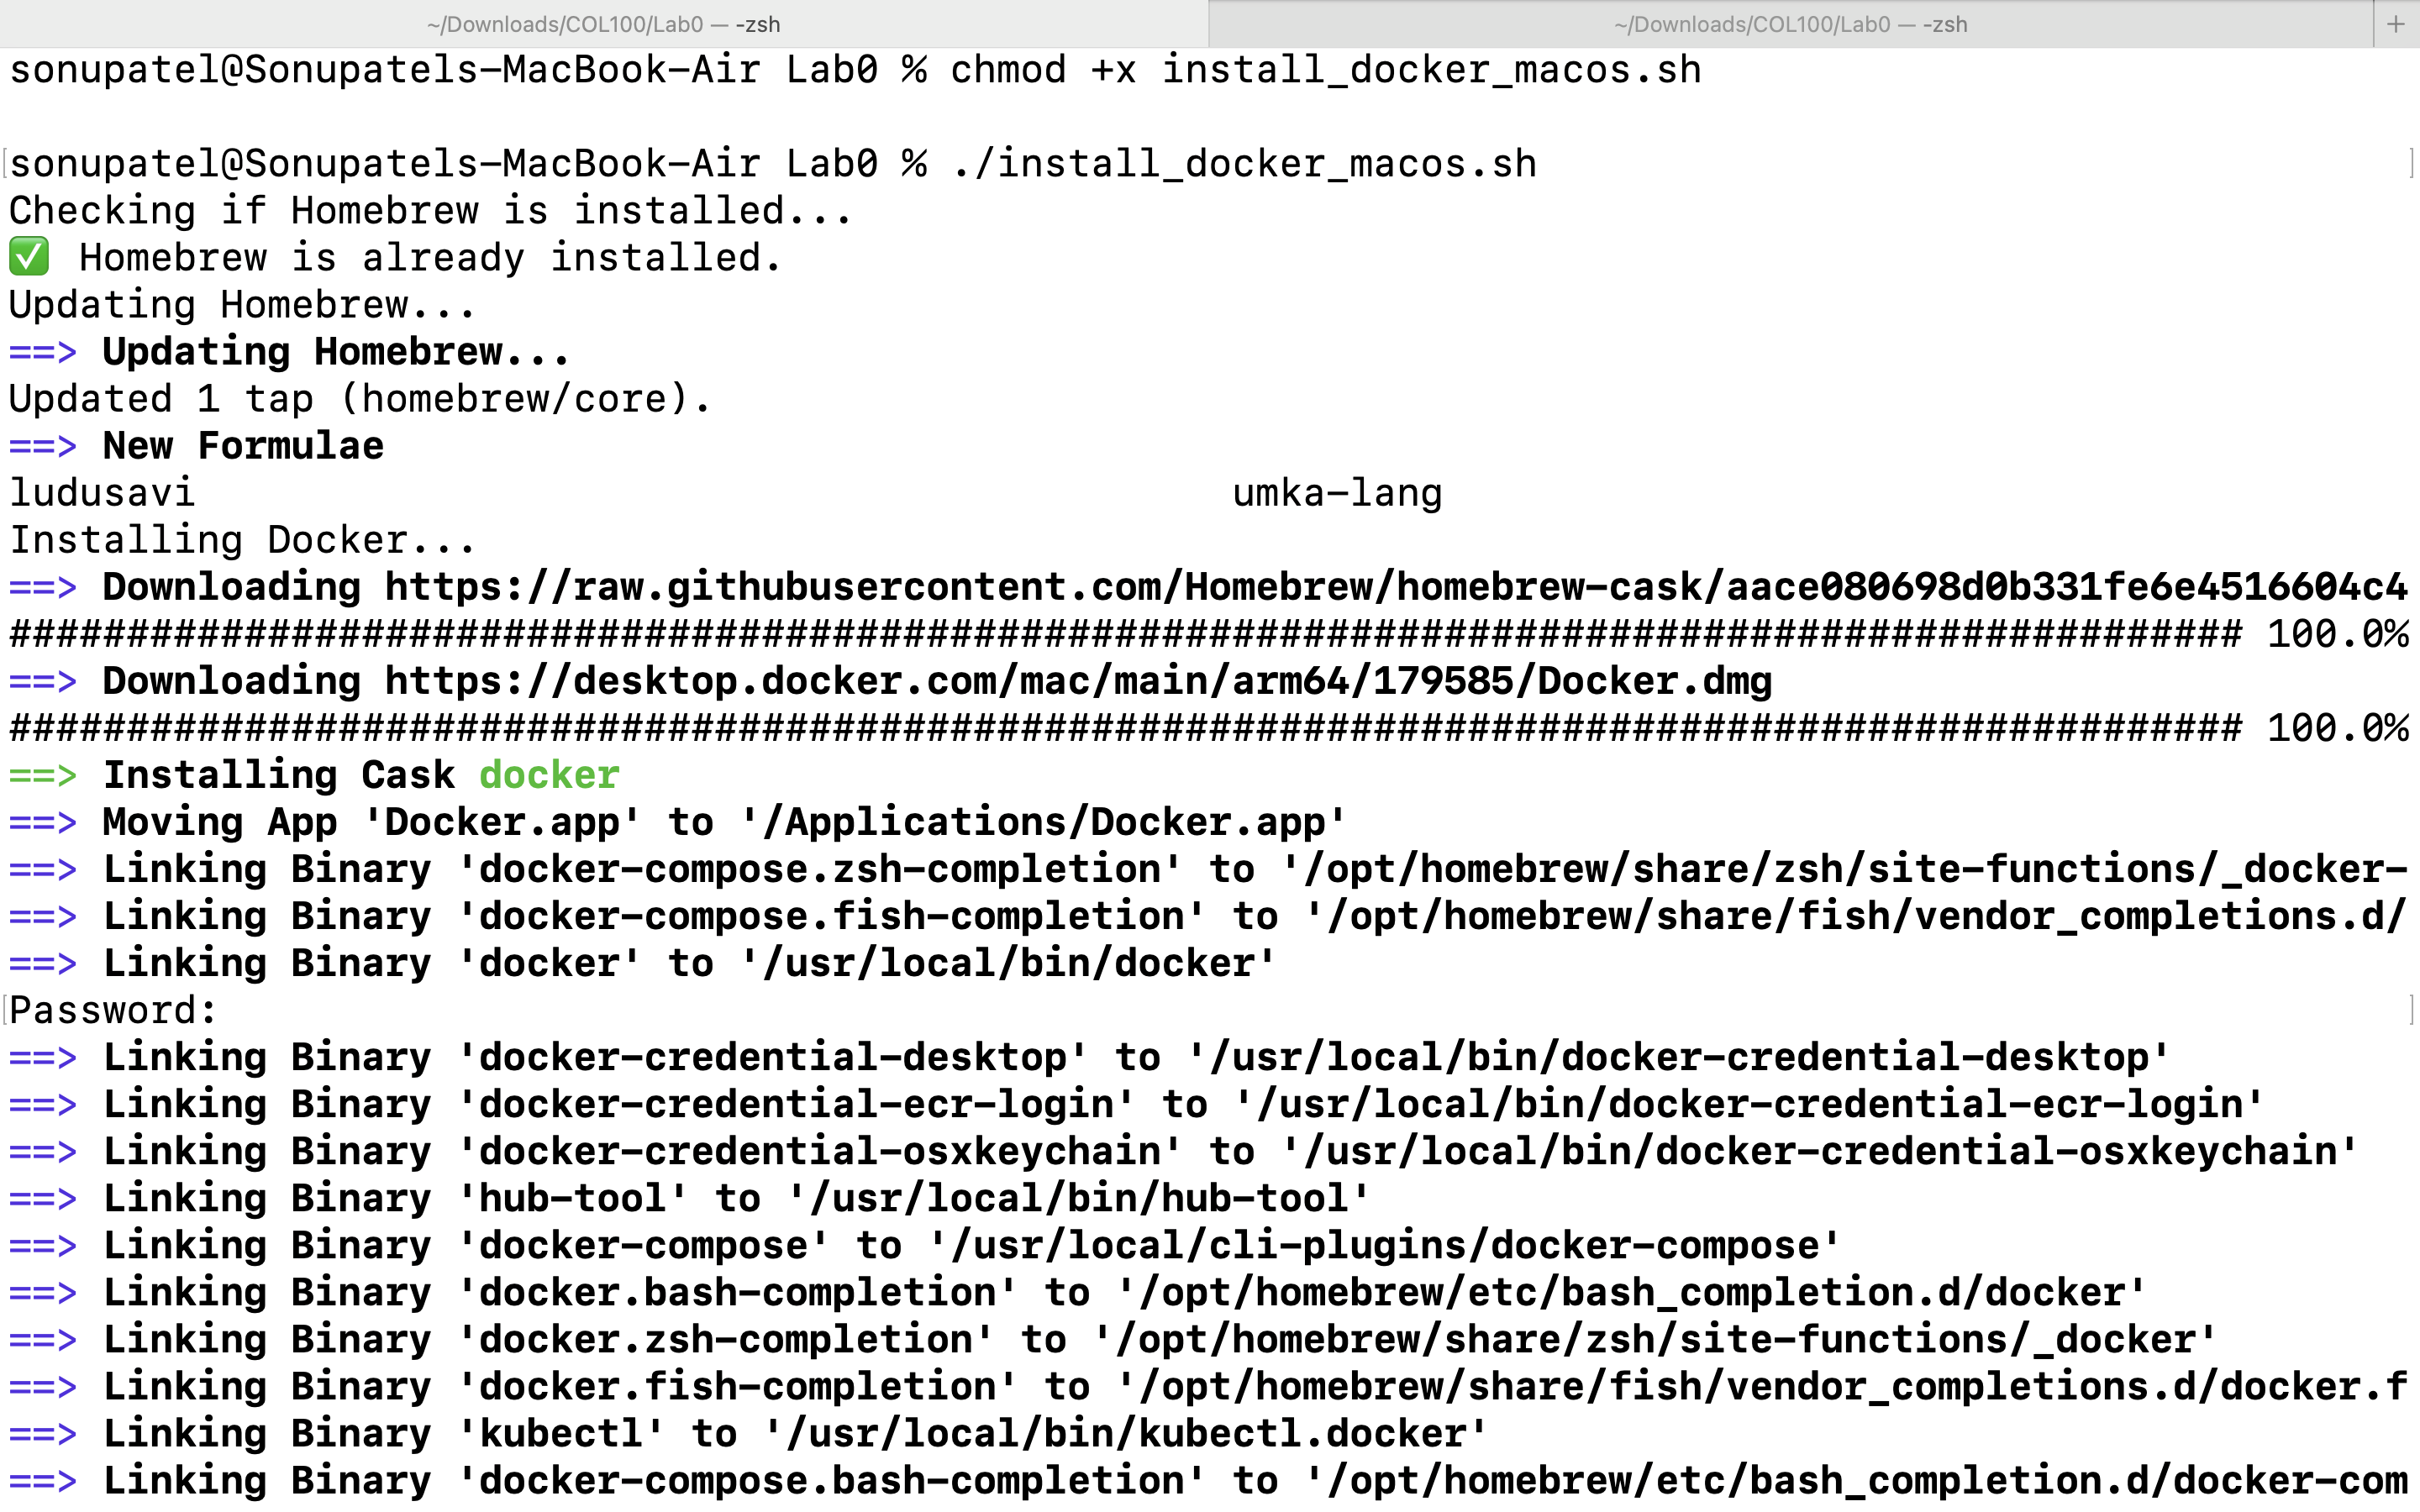 ~/Downloads/COL100/Lab0 — -zsh
~/Downloads/COL100/Lab0 — -zsh
+
sonupatel@Sonupatels-MacBook-Air Lab0 % chmod +x install_docker_macos.sh
[sonupatel@Sonupatels-MacBook-Air Lab0 % ./install_docker_macos.sh ]
Checking if Homebrew is installed...
✅ Homebrew is already installed.
Updating Homebrew...
==> Updating Homebrew...
Updated 1 tap (homebrew/core).
==> New Formulae
ludusavi umka-lang
Installing Docker...
==> Downloading https://raw.githubusercontent.com/Homebrew/homebrew-cask/aace080698d0b331fe6e4516604c4
############################################################################################### 100.0%
==> Downloading https://desktop.docker.com/mac/main/arm64/179585/Docker.dmg
############################################################################################### 100.0%
==> Installing Cask docker
==> Moving App 'Docker.app' to '/Applications/Docker.app'
==> Linking Binary 'docker-compose.zsh-completion' to '/opt/homebrew/share/zsh/site-functions/_docker-
==> Linking Binary 'docker-compose.fish-completion' to '/opt/homebrew/share/fish/vendor_completions.d/
==> Linking Binary 'docker' to '/usr/local/bin/docker'
[Password: ]
==> Linking Binary 'docker-credential-desktop' to '/usr/local/bin/docker-credential-desktop'
==> Linking Binary 'docker-credential-ecr-login' to '/usr/local/bin/docker-credential-ecr-login'
==> Linking Binary 'docker-credential-osxkeychain' to '/usr/local/bin/docker-credential-osxkeychain'
==> Linking Binary 'hub-tool' to '/usr/local/bin/hub-tool'
==> Linking Binary 'docker-compose' to '/usr/local/cli-plugins/docker-compose'
==> Linking Binary 'docker.bash-completion' to '/opt/homebrew/etc/bash_completion.d/docker'
==> Linking Binary 'docker.zsh-completion' to '/opt/homebrew/share/zsh/site-functions/_docker'
==> Linking Binary 'docker.fish-completion' to '/opt/homebrew/share/fish/vendor_completions.d/docker.f
==> Linking Binary 'kubectl' to '/usr/local/bin/kubectl.docker'
==> Linking Binary 'docker-compose.bash-completion' to '/opt/homebrew/etc/bash_completion.d/docker-com